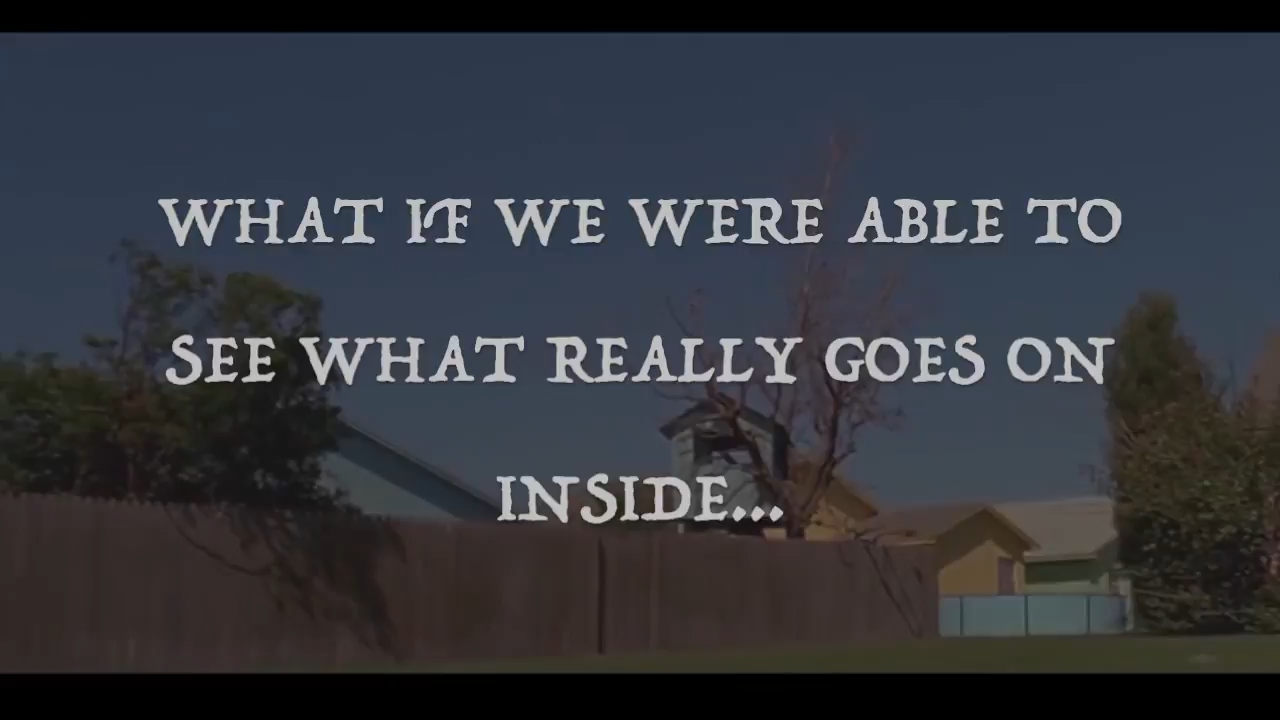 WHAT IF WE WERE ABLE TO
SEE WHAT REALLY GOES ON
INSIDE...